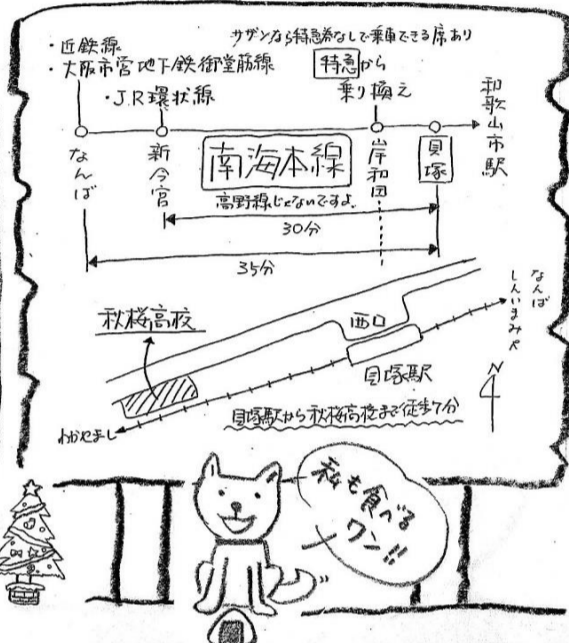 サザンなら特急券なしで乗車できる席あり
・近鉄線
・大阪市営地下鉄御堂筋線
・J.R環状線
特急から
乗り換え
和歌山市駅
なんば
新今宮
南海本線
岸和田
貝塚
高野線じゃないですよ
30分
35分
なんば
しんいまみや
秋桜高校
西口
貝塚駅
N
貝塚駅から秋桜高校まで徒歩7分
わかやまし
私も食べる
ワン!!